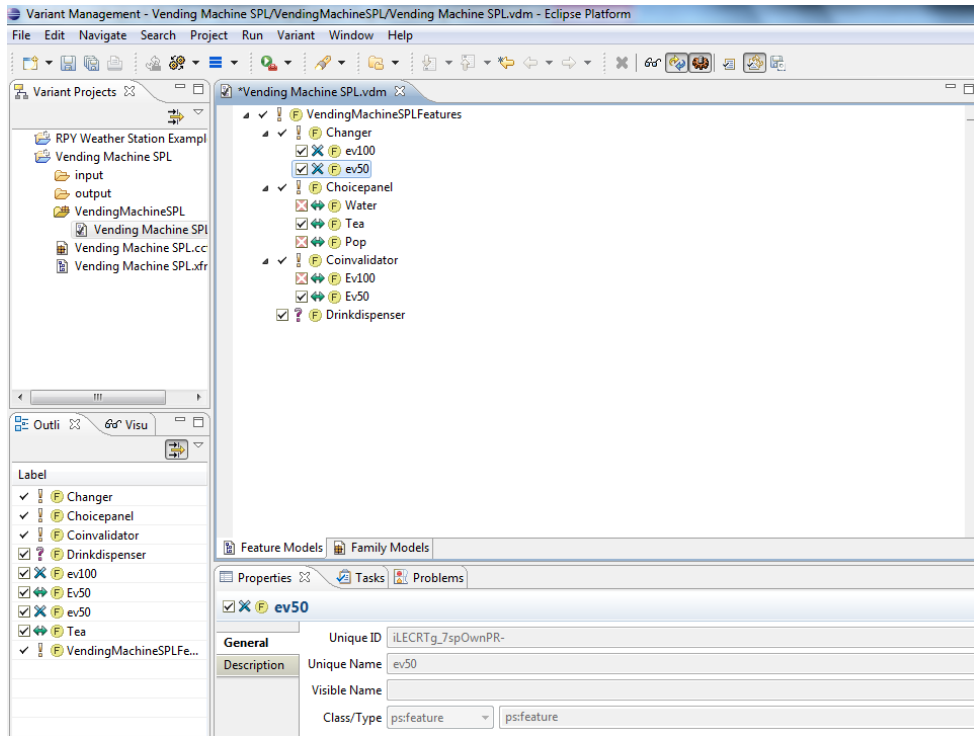 Variant Management - Vending Machine SPL/VendingMachineSPL/Vending Machine SPL.vdm - Eclipse Platform
File Edit Navigate Search Project Run Variant Window Help
Variant Projects
RPY Weather Station Exampl
Vending Machine SPL
input
output
VendingMachineSPL
Vending Machine SPL
Vending Machine SPL.cc
Vending Machine SPL.xfr
*Vending Machine SPL.vdm
VendingMachineSPLFeatures
Changer
ev100
ev50
Choicepanel
Water
Tea
Pop
Coinvalidator
Ev100
Ev50
Drinkdispenser
Feature Models Family Models
Outli Visu
Label
Changer
Choicepanel
Coinvalidator
Drinkdispenser
ev100
Ev50
ev50
Tea
VendingMachineSPLFe...
Properties Tasks Problems
ev50
General
Description
Unique ID iLECRTg_7spOwnPR-
Unique Name ev50
Visible Name
Class/Type ps:feature ps:feature